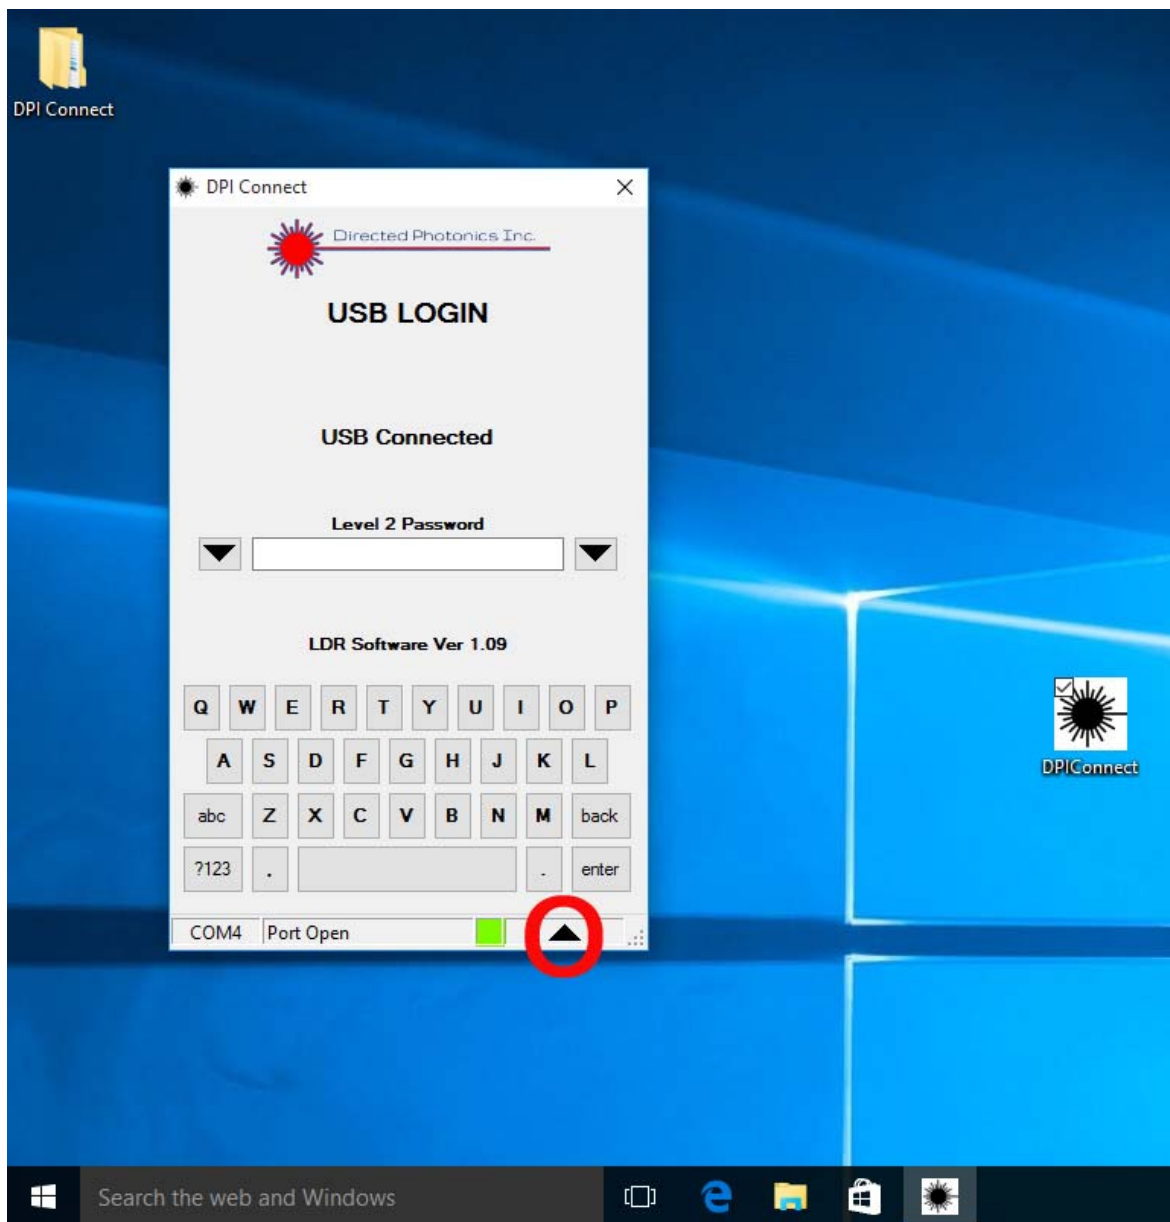 DPI Connect
DPI Connect
Directed Photonics Inc.
USB LOGIN
USB Connected
Level 2 Password
LDR Software Ver 1.09
Q W E R T Y U I O P
A S D F G H J K L
abc Z X C V B N M back
?123 . . enter
COM4 Port Open
DPIConnect
Search the web and Windows